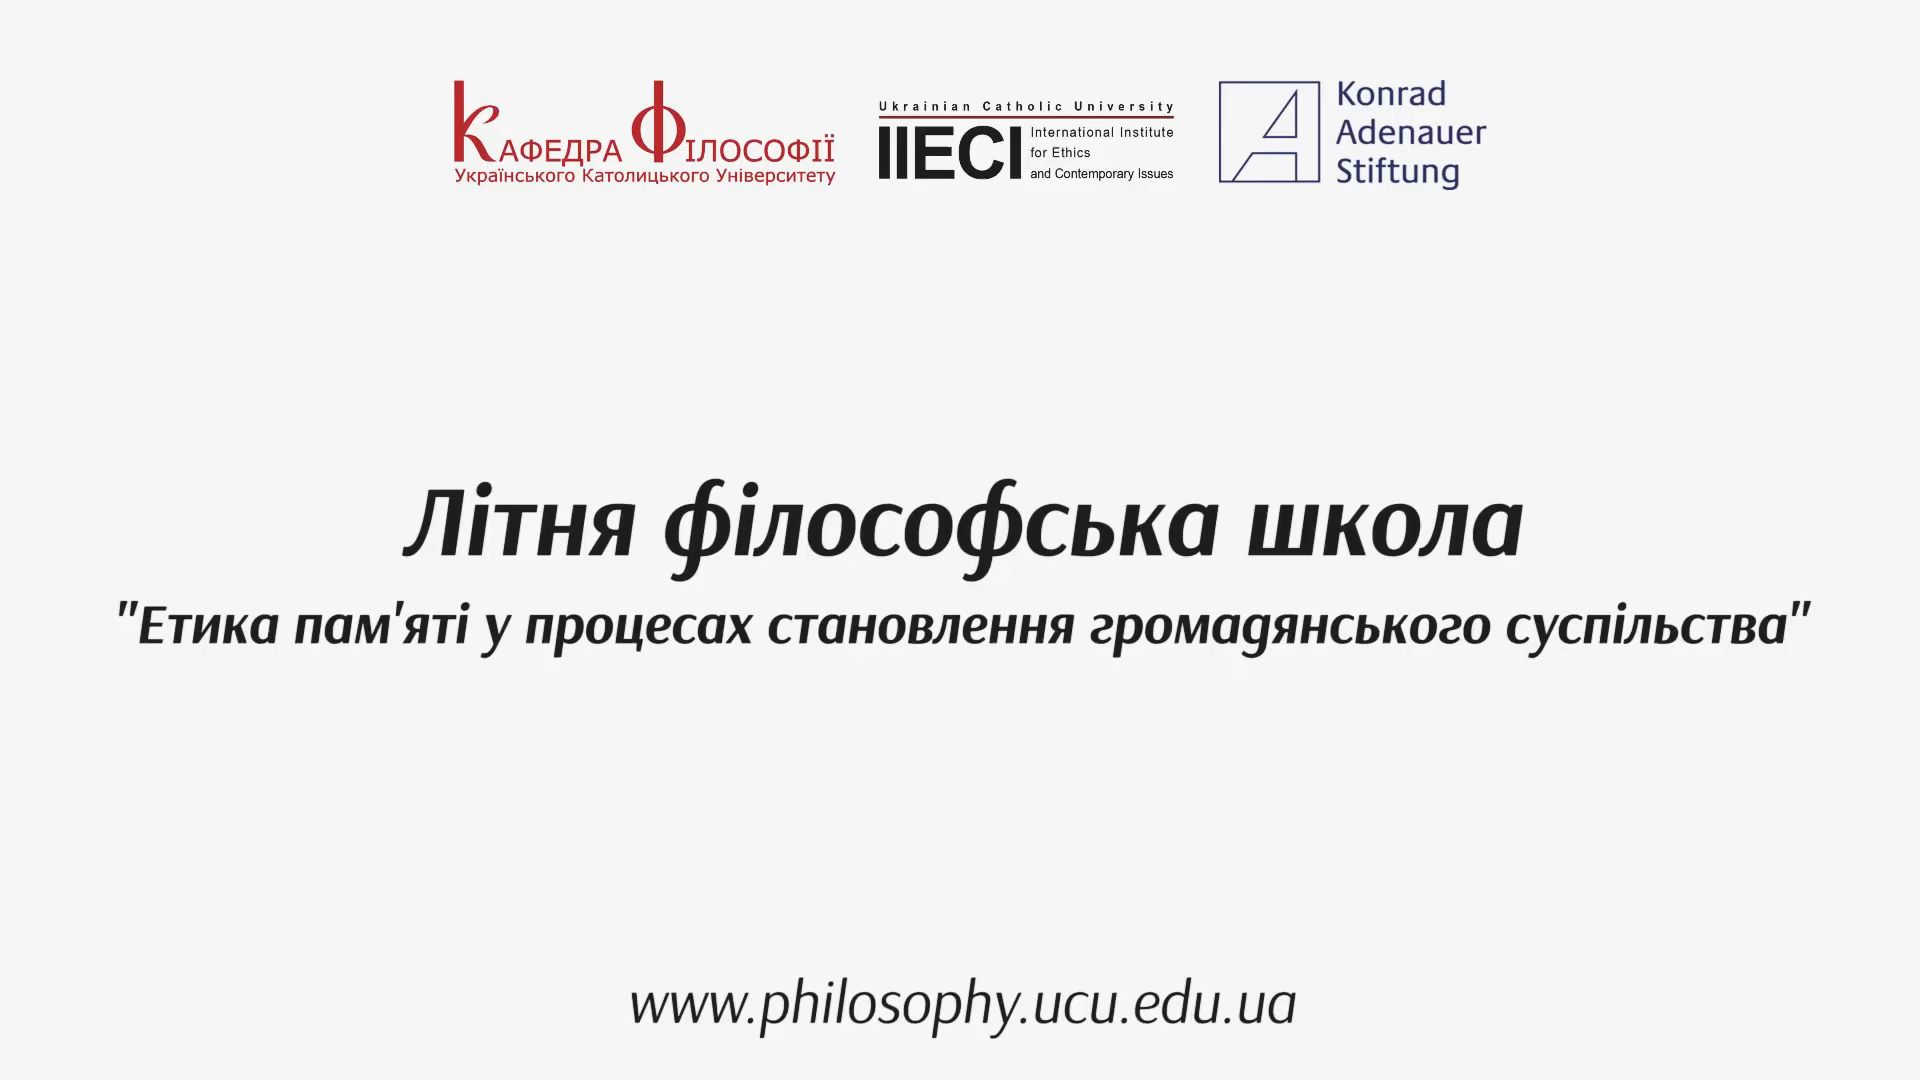 Кафедра Філософії
Українського Католицького Університету
Ukrainian Catholic University
IIECI
International Institute
for Ethics
and Contemporary Issues
Konrad
Adenauer
Stiftung
Літня філософська школа
"Етика пам'яті у процесах становлення громадянського суспільства"
www.philosophy.ucu.edu.ua